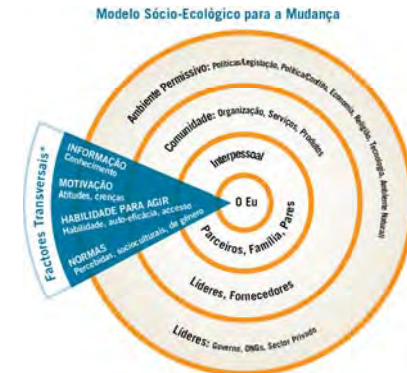 Modelo Sócio-Ecológico para a Mudança
Ambiente Permissivo: Políticas/Legislação, Política/Conflito, Economia, Religião, Tecnologia, Ambiente Natural
Comunidade: Organização, Serviços, Produtos
Interpessoal
O Eu
Parceiros, Família, Pares
Líderes, Fornecedores
Líderes: Governo, ONGs, Sector Privado
Factores Transversais*
INFORMAÇÃO
Conhecimento
MOTIVAÇÃO
Atitudes, crenças
HABILIDADE PARA AGIR
Habilidade, auto-eficácia, accesso
NORMAS
Percebidas, socioculturais, de gênero